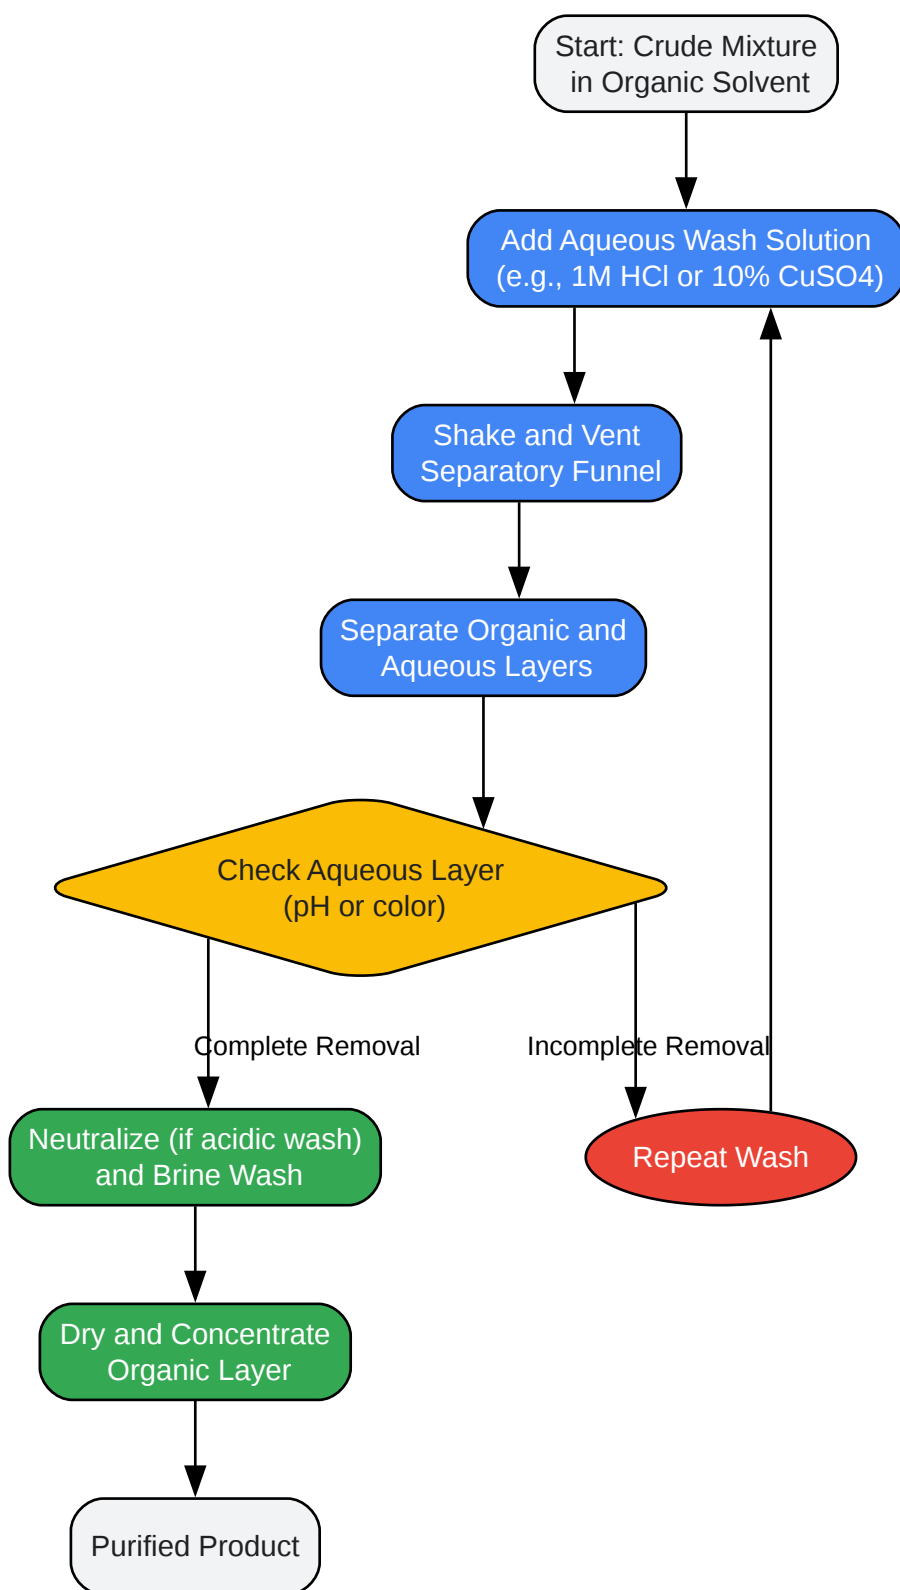 Start: Crude Mixture
in Organic Solvent
Add Aqueous Wash Solution
(e.g., 1M HCl or 10% CuSO4)
Shake and Vent
Separatory Funnel
Separate Organic and
Aqueous Layers
Check Aqueous Layer
(pH or color)
Complete Removal
Incomplete Removal
Neutralize (if acidic wash)
and Brine Wash
Repeat Wash
Dry and Concentrate
Organic Layer
Purified Product